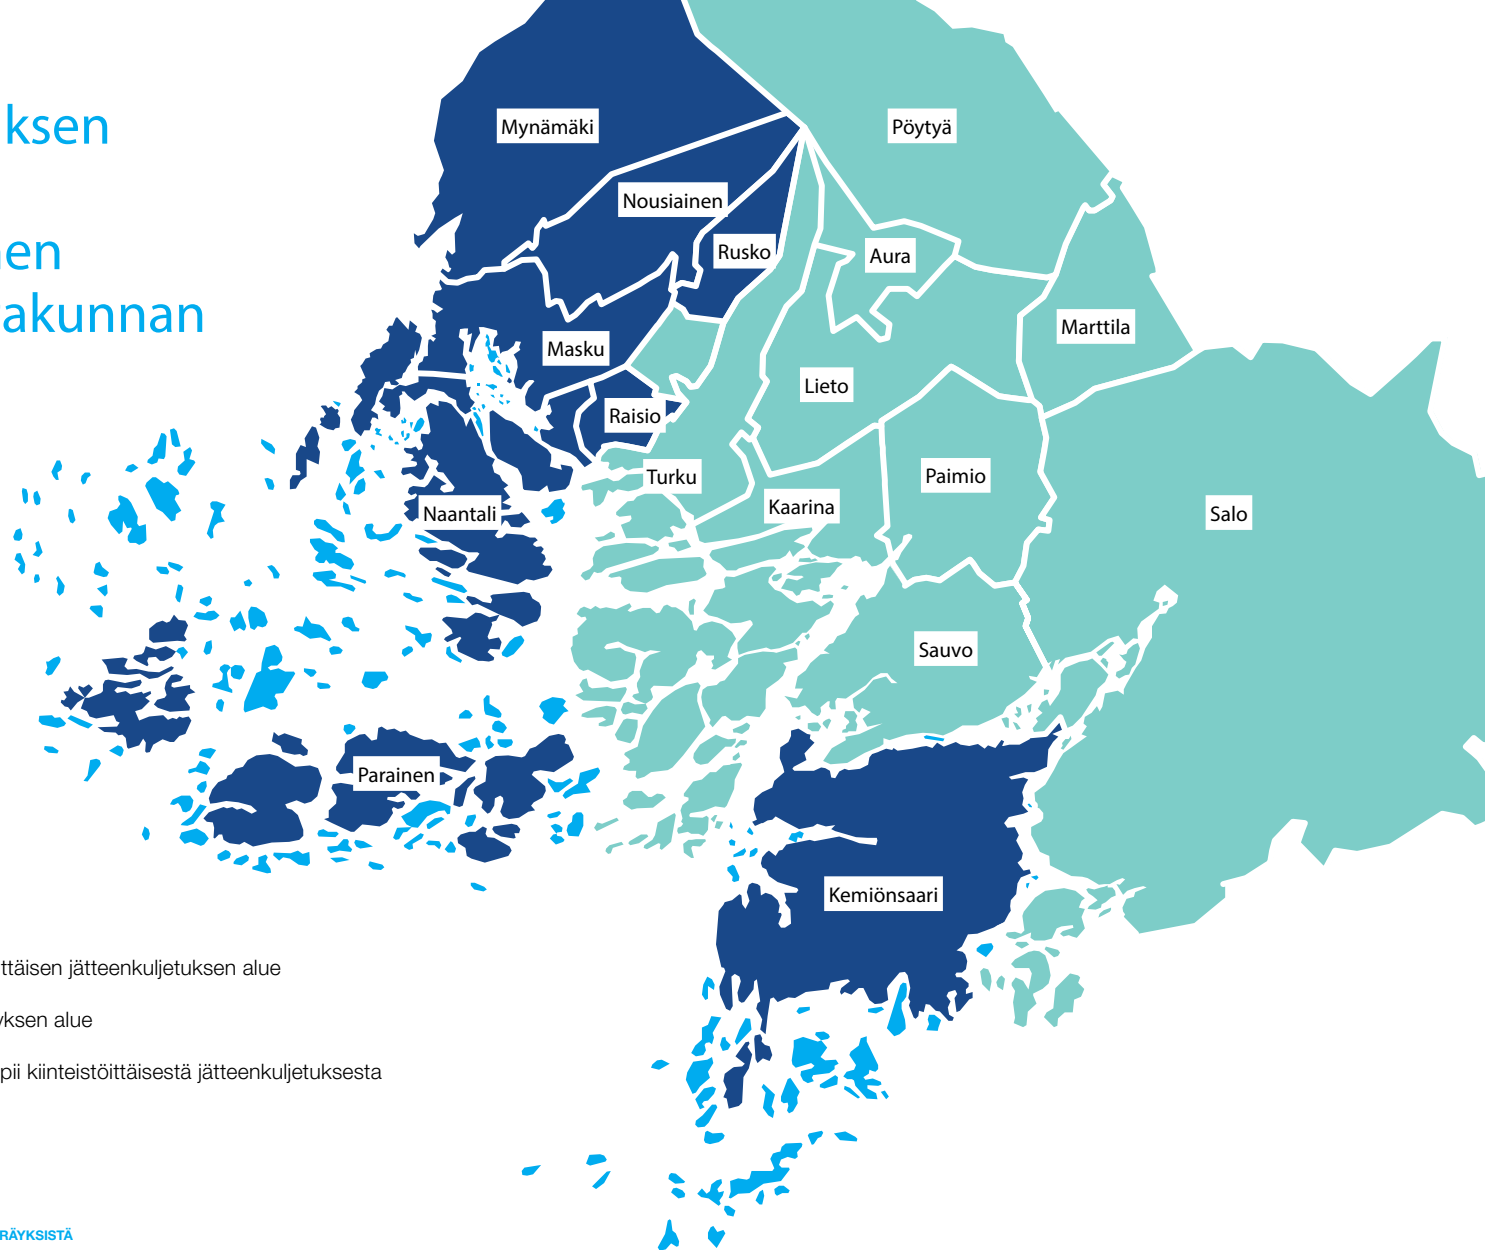 ksen
en
akunnan
Mynämäki
Pöytyä
Nousiainen
Rusko
Aura
Marttila
Masku
Lieto
Raisio
Turku
Paimio
Kaarina
Naantali
Salo
Sauvo
Parainen
Kemiönsaari
ttäisen jätteenkuljetuksen alue
yksen alue
pii kiinteistöittäisestä jätteenkuljetuksesta
RÄYKSISTÄ